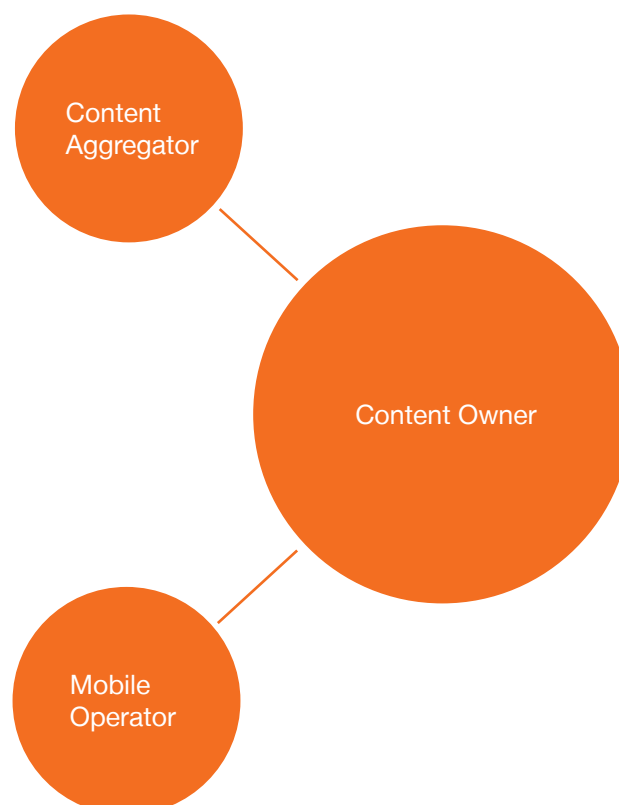 Content
Aggregator
Content Owner
Mobile
Operator